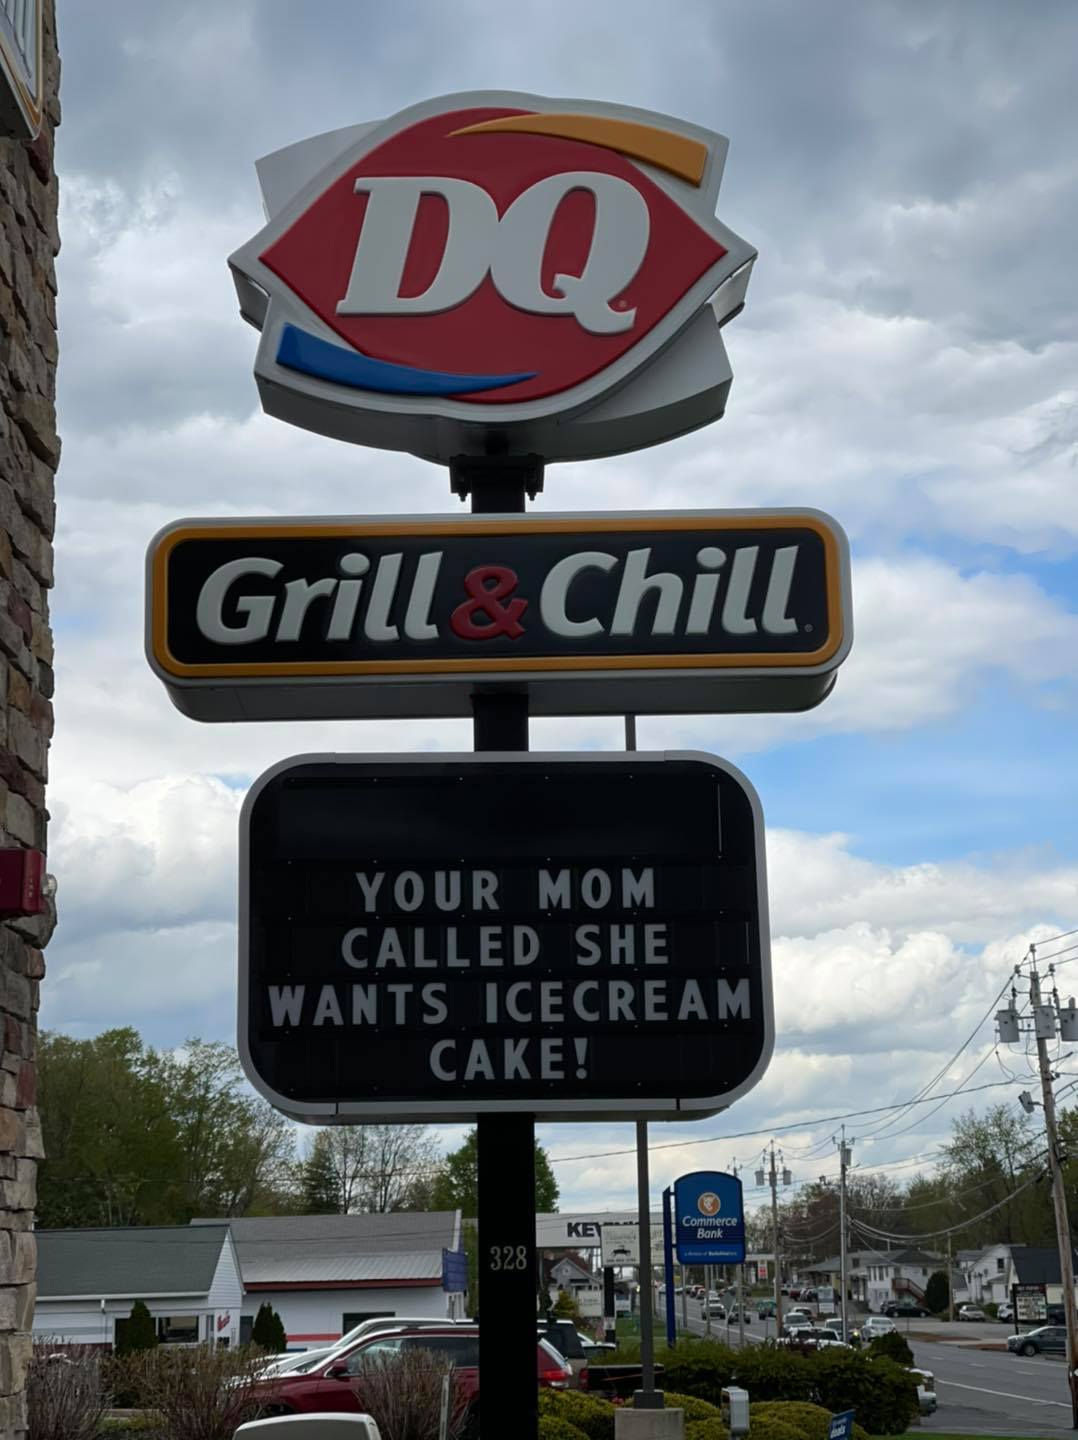 DQ
Grill & Chill
YOUR MOM
CALLED SHE
WANTS ICECREAM
CAKE!
328
Commerce
Bank